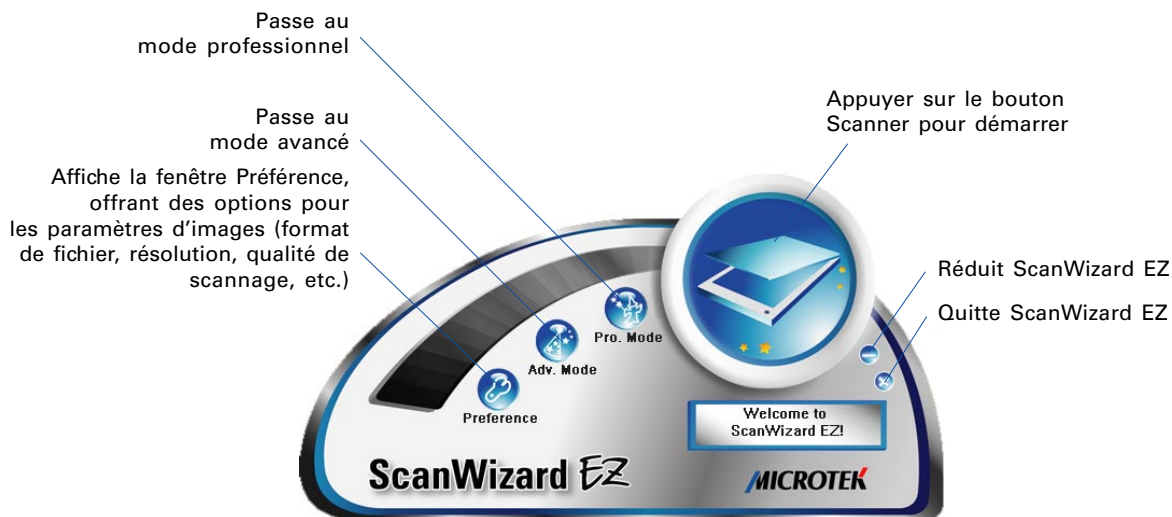 Passe au
mode professionnel
Passe au
mode avancé
Affiche la fenêtre Préférence,
offrant des options pour
les paramètres d’images (format
de fichier, résolution, qualité de
scannage, etc.)
Appuyer sur le bouton
Scanner pour démarrer
Réduit ScanWizard EZ
Quitte ScanWizard EZ
Pro. Mode
Adv. Mode
Preference
Welcome to
ScanWizard EZ!
ScanWizard EZ
MICROTEK